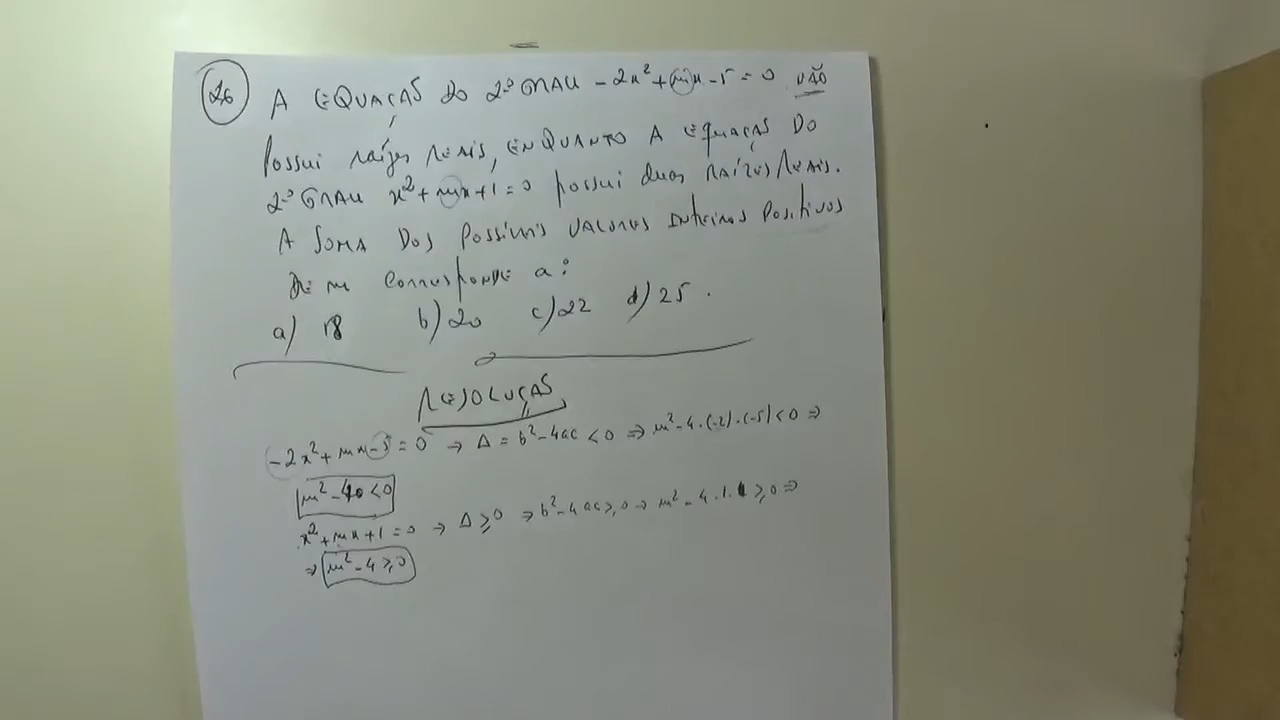 26 A EQUAÇÃO do 2º GRAU -2x² + mx - 5 = 0 NÃO
Possui raízes reais, ENQUANTO A Equação DO
2º GRAU x² + mx + 1 = 0 possui duas RAÍZES Reais.
A SOMA DOS POSSÍVEIS VALORES INTEIROS POSITIVOS
DE m CORRESPONDE a:
a) 18 b) 20 c) 22 d) 25.
RESOLUÇÃO
-2x² + mx - 5 = 0 → Δ = b² - 4ac < 0 ⇒ m² - 4·(-2)·(-5) < 0 ⇒
m² - 40 < 0
x² + mx + 1 = 0 → Δ ≥ 0 ⇒ b² - 4ac ≥ 0 → m² - 4·1·1 ≥ 0 ⇒
⇒ m² - 4 ≥ 0